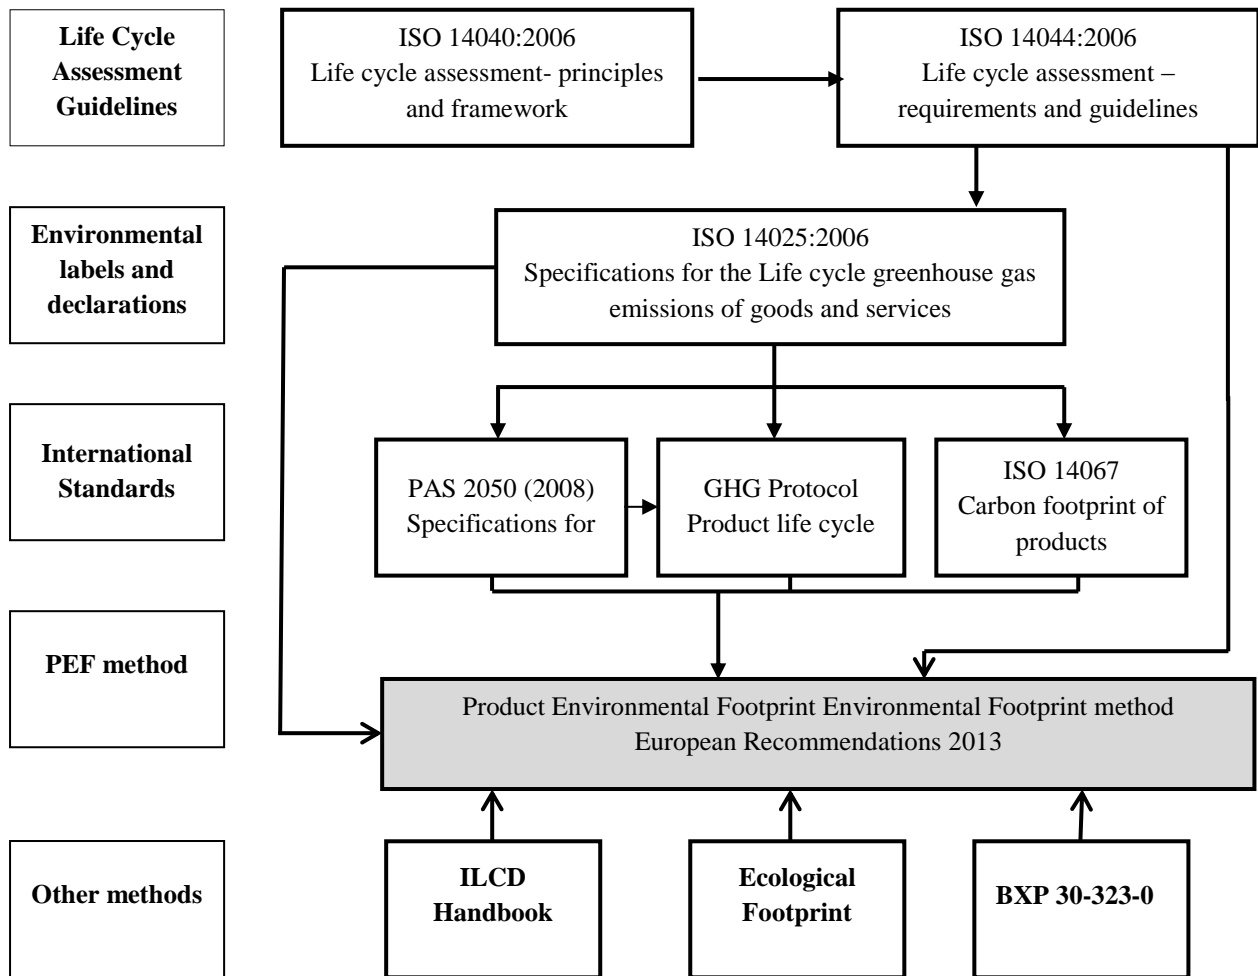 Life Cycle
Assessment
Guidelines
ISO 14040:2006
Life cycle assessment- principles
and framework
ISO 14044:2006
Life cycle assessment –
requirements and guidelines
Environmental
labels and
declarations
ISO 14025:2006
Specifications for the Life cycle greenhouse gas
emissions of goods and services
International
Standards
PAS 2050 (2008)
Specifications for
GHG Protocol
Product life cycle
ISO 14067
Carbon footprint of
products
PEF method
Product Environmental Footprint Environmental Footprint method
European Recommendations 2013
Other methods
ILCD
Handbook
Ecological
Footprint
BXP 30-323-0